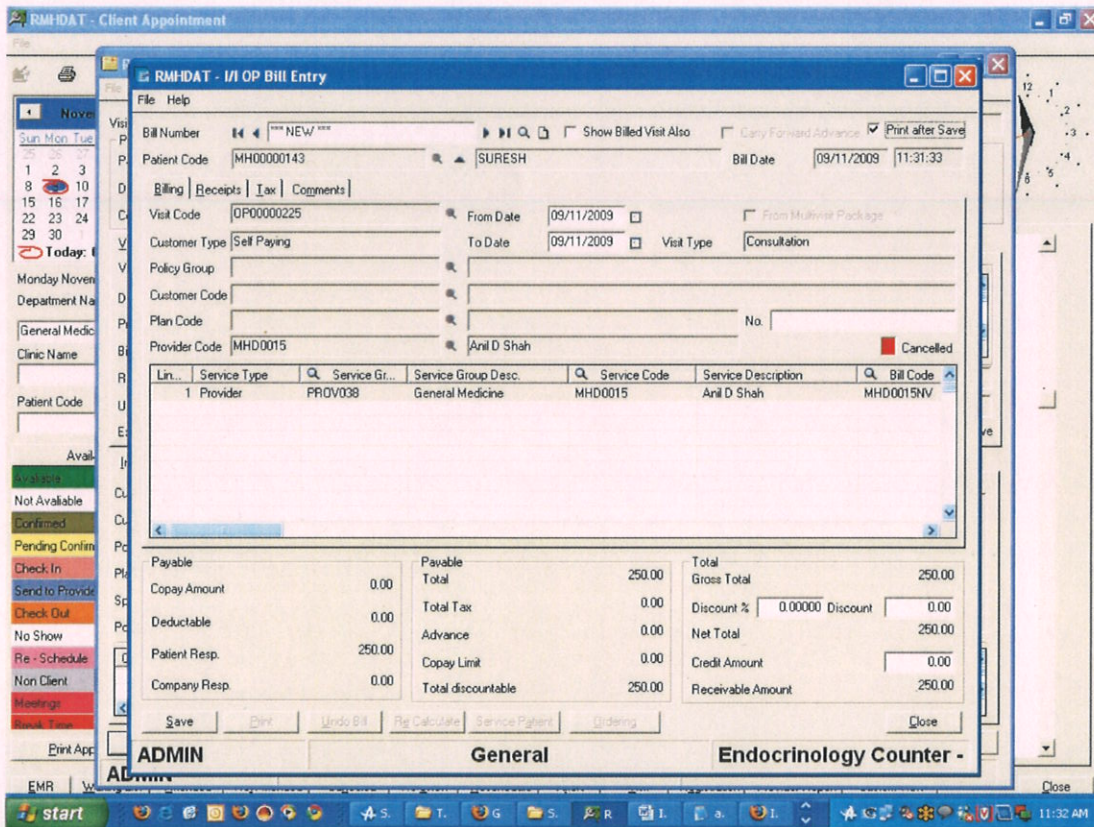 RMHDAT - Client Appointment
File
RMHDAT - I/I OP Bill Entry
File Help
Bill Number *** NEW *** Show Billed Visit Also Carry Forward Advance Print after Save
Patient Code MH00000143 SURESH Bill Date 09/11/2009 11:31:33
Billing Receipts Tax Comments
Visit Code OP00000225 From Date 09/11/2009 From Multivisit Package
Customer Type Self Paying To Date 09/11/2009 Visit Type Consultation
Policy Group
Customer Code
Plan Code No.
Provider Code MHD0015 Anil D Shah Cancelled
Lin... Service Type Service Gr... Service Group Desc. Service Code Service Description Bill Code
1 Provider PROV038 General Medicine MHD0015 Anil D Shah MHD0015NV
Payable Payable Total
Copay Amount 0.00 Total 250.00 Gross Total 250.00
Deductable 0.00 Total Tax 0.00 Discount % 0.00000 Discount 0.00
Advance 0.00 Net Total 250.00
Patient Resp. 250.00 Copay Limit 0.00 Credit Amount 0.00
Company Resp. 0.00 Total discountable 250.00 Receivable Amount 250.00
Save Print Undo Bill Re Calculate Service Patient Ordering Close
ADMIN General Endocrinology Counter -
Nove
Sun Mon Tue
25 26 27
1 2 3
8 10
15 16 17
22 23 24
29 30
Today:
Monday Novem
Department Na
General Medic
Clinic Name
Patient Code
Avail
Available
Not Avaliable
Confirmed
Pending Confirm
Check In
Send to Provide
Check Out
No Show
Re - Schedule
Non Client
Meetings
Break Time
Print App
EMR Close
start 11:32 AM